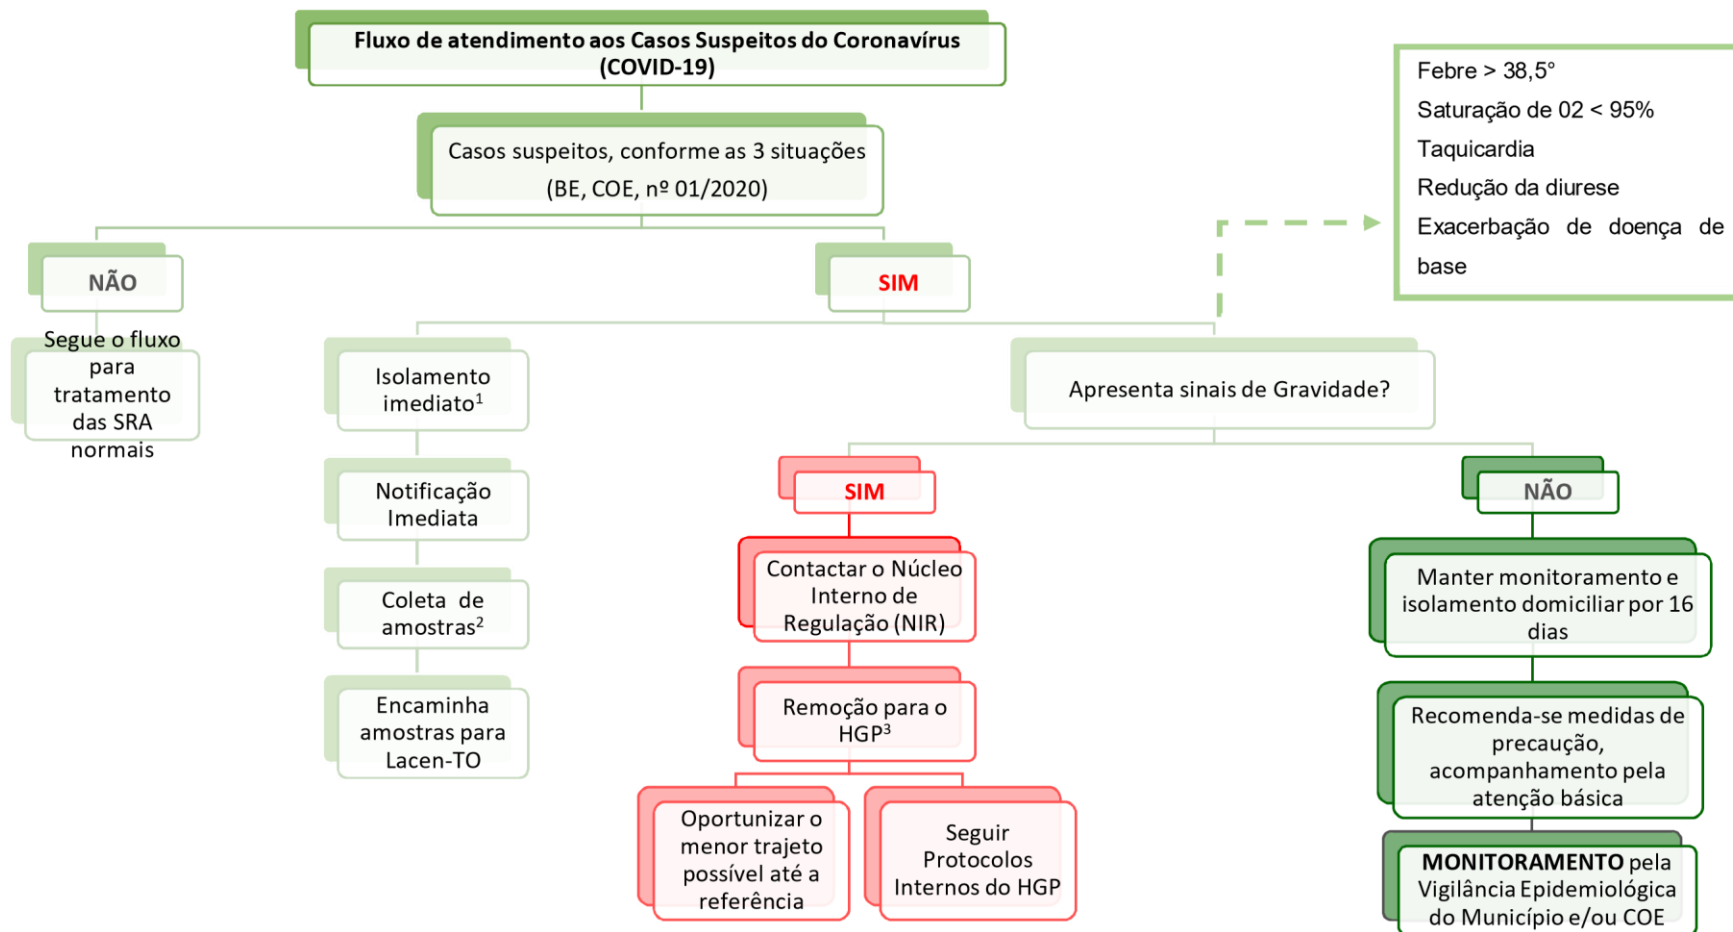 Fluxo de atendimento aos Casos Suspeitos do Coronavírus
(COVID-19)
Casos suspeitos, conforme as 3 situações
(BE, COE, nº 01/2020)
Febre > 38,5°
Saturação de 02 < 95%
Taquicardia
Redução da diurese
Exacerbação de doença de
base
NÃO
SIM
Segue o fluxo
para
tratamento
das SRA
normais
Isolamento
imediato¹
Notificação
Imediata
Coleta de
amostras²
Encaminha
amostras para
Lacen-TO
Apresenta sinais de Gravidade?
SIM
Contactar o Núcleo
Interno de
Regulação (NIR)
Remoção para o
HGP³
Oportunizar o
menor trajeto
possível até a
referência
Seguir
Protocolos
Internos do HGP
NÃO
Manter monitoramento e
isolamento domiciliar por 16
dias
Recomenda-se medidas de
precaução,
acompanhamento pela
atenção básica
MONITORAMENTO pela
Vigilância Epidemiológica
do Município e/ou COE